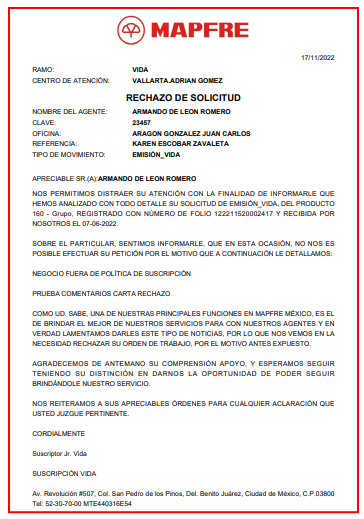 MAPFRE
17/11/2022
RAMO: VIDA
CENTRO DE ATENCIÓN: VALLARTA.ADRIAN GOMEZ
RECHAZO DE SOLICITUD
NOMBRE DEL AGENTE: ARMANDO DE LEON ROMERO
CLAVE: 23457
OFICINA: ARAGON GONZALEZ JUAN CARLOS
REFERENCIA: KAREN ESCOBAR ZAVALETA
TIPO DE MOVIMIENTO: EMISIÓN_VIDA
APRECIABLE SR.(A):ARMANDO DE LEON ROMERO
NOS PERMITIMOS DISTRAER SU ATENCIÓN CON LA FINALIDAD DE INFORMARLE QUE
HEMOS ANALIZADO CON TODO DETALLE SU SOLICITUD DE EMISIÓN_VIDA, DEL PRODUCTO
160 - Grupo, REGISTRADO CON NÚMERO DE FOLIO 122211520002417 Y RECIBIDA POR
NOSOTROS EL 07-06-2022.
SOBRE EL PARTICULAR, SENTIMOS INFORMARLE, QUE EN ESTA OCASIÓN, NO NOS ES
POSIBLE EFECTUAR SU PETICIÓN POR EL MOTIVO QUE A CONTINUACIÓN LE DETALLAMOS:
NEGOCIO FUERA DE POLÍTICA DE SUSCRIPCIÓN
PRUEBA COMENTARIOS CARTA RECHAZO
COMO UD. SABE, UNA DE NUESTRAS PRINCIPALES FUNCIONES EN MAPFRE MÉXICO, ES EL
DE BRINDAR EL MEJOR DE NUESTROS SERVICIOS PARA CON NUESTROS AGENTES Y EN
VERDAD LAMENTAMOS DARLES ESTE TIPO DE NOTICIAS, POR LO QUE NOS VEMOS EN LA
NECESIDAD RECHAZAR SU ORDEN DE TRABAJO, POR EL MOTIVO ANTES EXPUESTO.
AGRADECEMOS DE ANTEMANO SU COMPRENSIÓN APOYO, Y ESPERAMOS SEGUIR
TENIENDO SU DISTINCIÓN EN DARNOS LA OPORTUNIDAD DE PODER SEGUIR
BRINDÁNDOLE NUESTRO SERVICIO.
NOS REITERAMOS A SUS APRECIABLES ÓRDENES PARA CUALQUIER ACLARACIÓN QUE
USTED JUZGUE PERTINENTE.
CORDIALMENTE
Suscriptor Jr. Vida
SUSCRIPCIÓN VIDA
Av. Revolución #507, Col. San Pedro de los Pinos, Del. Benito Juárez, Ciudad de México, C.P.03800
Tel: 52-30-70-00 MTE440316E54